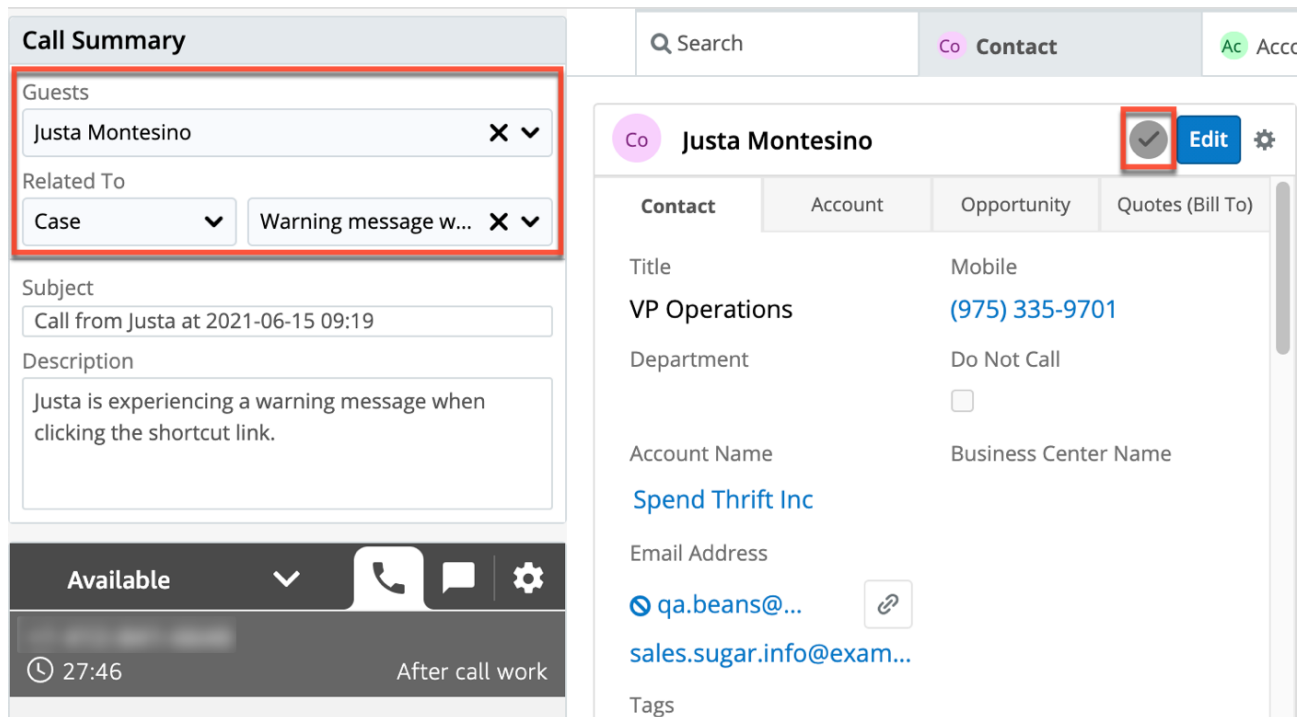 Call Summary
Guests
Justa Montesino
Related To
Case
Warning message w...
Subject
Call from Justa at 2021-06-15 09:19
Description
Justa is experiencing a warning message when
clicking the shortcut link.
Available
27:46
After call work
Search
Co Contact
Ac Acco
Co Justa Montesino
Edit
Contact
Account
Opportunity
Quotes (Bill To)
Title
Mobile
VP Operations
(975) 335-9701
Department
Do Not Call
Account Name
Business Center Name
Spend Thrift Inc
Email Address
qa.beans@...
sales.sugar.info@exam...
Tags